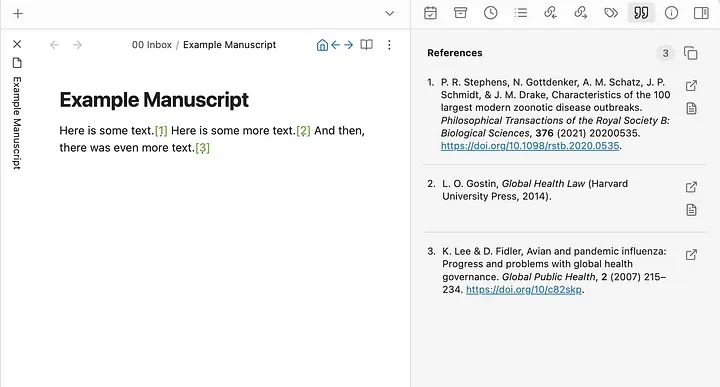 00 Inbox / Example Manuscript
Example Manuscript
Example Manuscript
Here is some text.[1] Here is some more text.[2] And then,
there was even more text.[3]
References
3
1. P. R. Stephens, N. Gottdenker, A. M. Schatz, J. P.
Schmidt, & J. M. Drake, Characteristics of the 100
largest modern zoonotic disease outbreaks.
Philosophical Transactions of the Royal Society B:
Biological Sciences, 376 (2021) 20200535.
https://doi.org/10.1098/rstb.2020.0535.
2. L. O. Gostin, Global Health Law (Harvard
University Press, 2014).
3. K. Lee & D. Fidler, Avian and pandemic influenza:
Progress and problems with global health
governance. Global Public Health, 2 (2007) 215–
234. https://doi.org/10/c82skp.